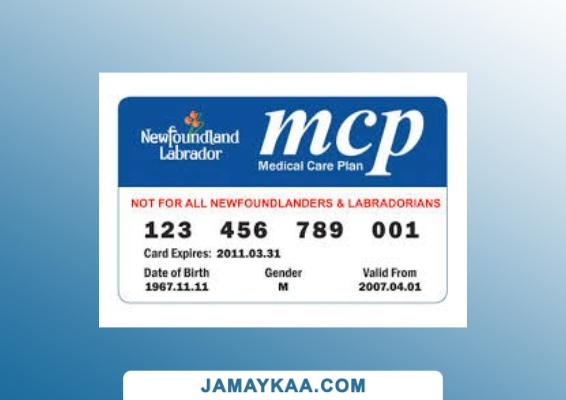 Newfoundland
Labrador
mcp
Medical Care Plan
NOT FOR ALL NEWFOUNDLANDERS & LABRADORIANS
123 456 789 001
Card Expires: 2011.03.31
Date of Birth Gender Valid From
1967.11.11 M 2007.04.01
JAMAYKAA.COM